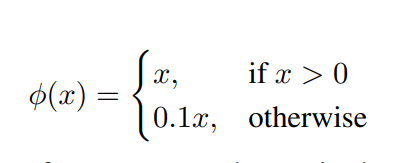 ϕ(x) = { x, if x > 0
0.1x, otherwise